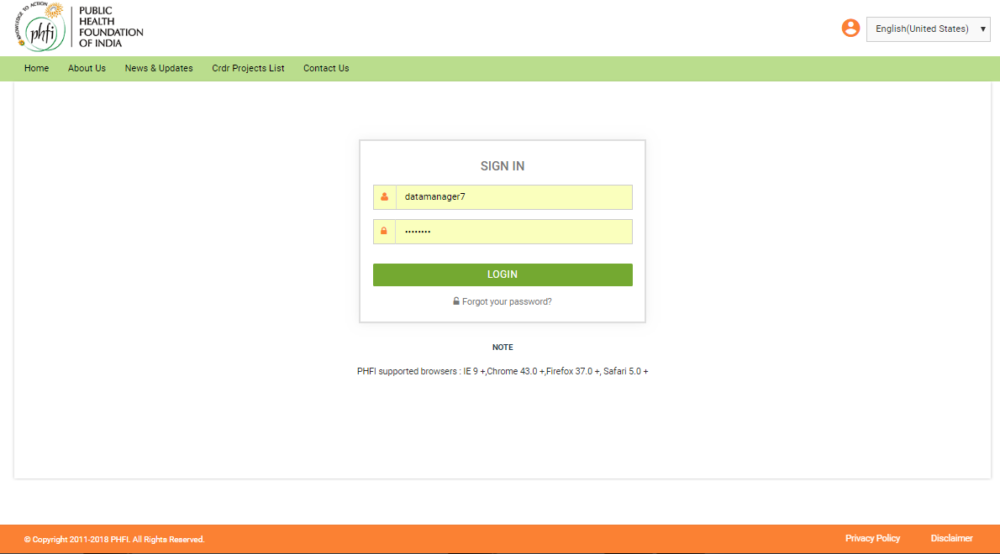 KNOWLEDGE TO ACTION
phfi
PUBLIC
HEALTH
FOUNDATION
OF INDIA
English(United States)
Home About Us News & Updates Crdr Projects List Contact Us
SIGN IN
datamanager7
••••••••
LOGIN
Forgot your password?
NOTE
PHFI supported browsers : IE 9 +,Chrome 43.0 +,Firefox 37.0 +, Safari 5.0 +
© Copyright 2011-2018 PHFI. All Rights Reserved. Privacy Policy Disclaimer